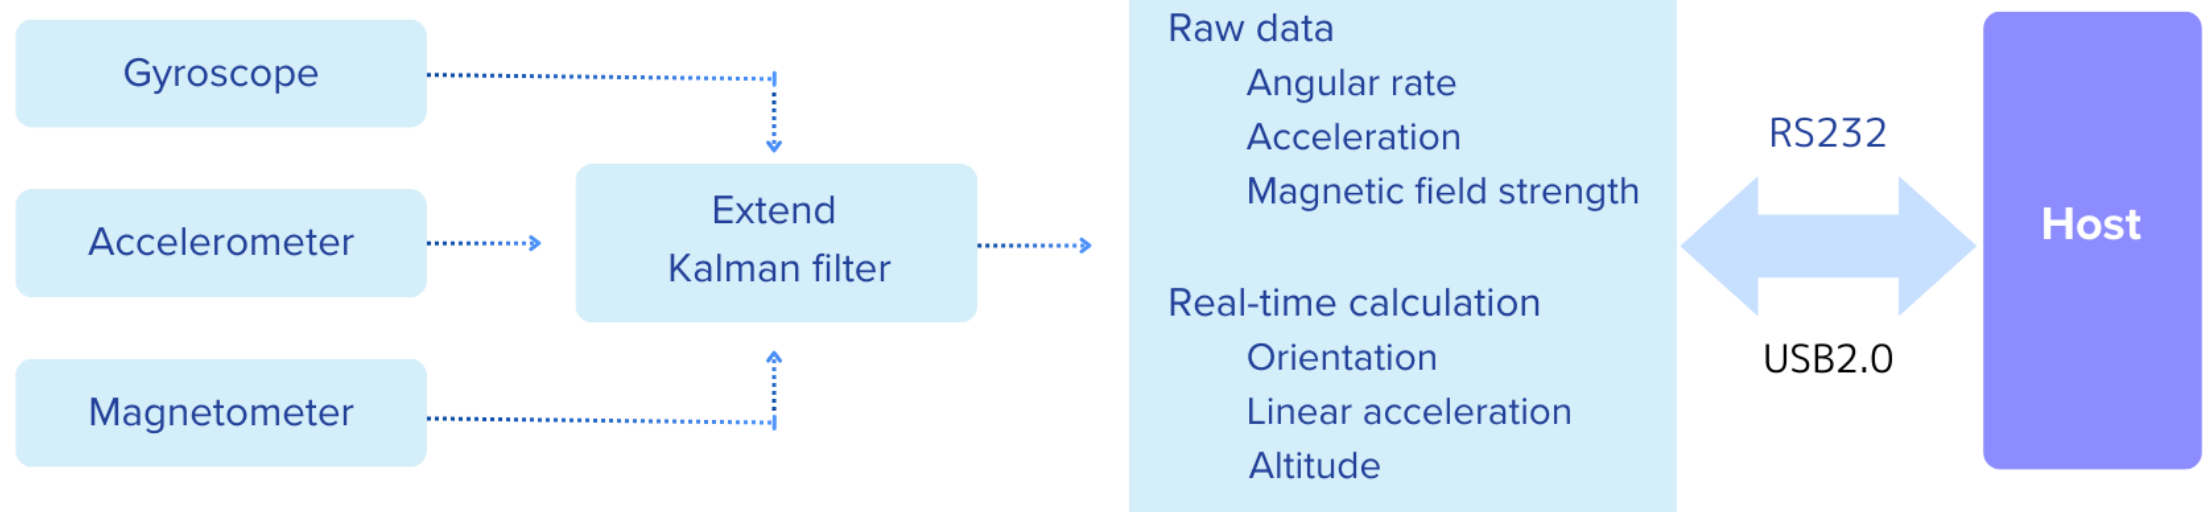 Gyroscope
Accelerometer
Magnetometer
Extend
Kalman filter
Raw data
Angular rate
Acceleration
Magnetic field strength
Real-time calculation
Orientation
Linear acceleration
Altitude
RS232
USB2.0
Host